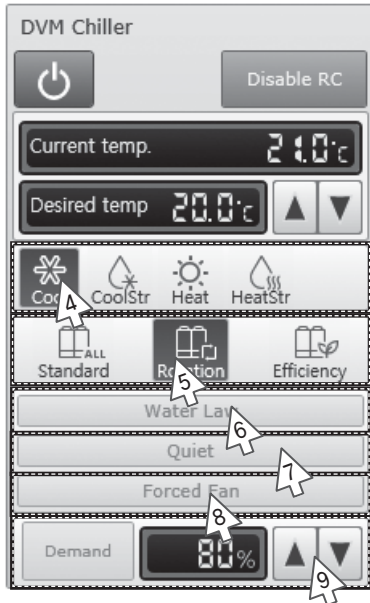 DVM Chiller
Disable RC
Current temp. 21.0°c
Desired temp 20.0°c
Cool CoolStr Heat HeatStr
4
ALL
Standard Rotation Efficiency
5
Water Law
6
Quiet
7
Forced Fan
8
Demand 80%
9